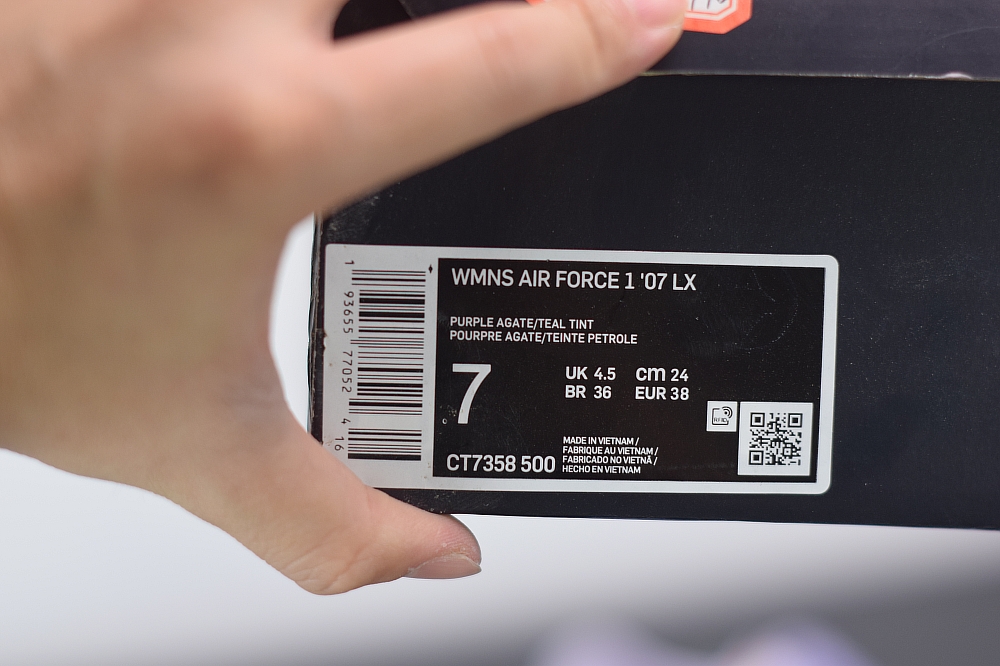 WMNS AIR FORCE 1 '07 LX
PURPLE AGATE/TEAL TINT
POURPRE AGATE/TEINTE PETROLE
7
UK 4.5 cm 24
BR 36 EUR 38
RFID
CT7358 500
MADE IN VIETNAM /
FABRIQUE AU VIETNAM /
FABRICADO NO VIETNÃ /
HECHO EN VIETNAM
1 93655 77052 4 16